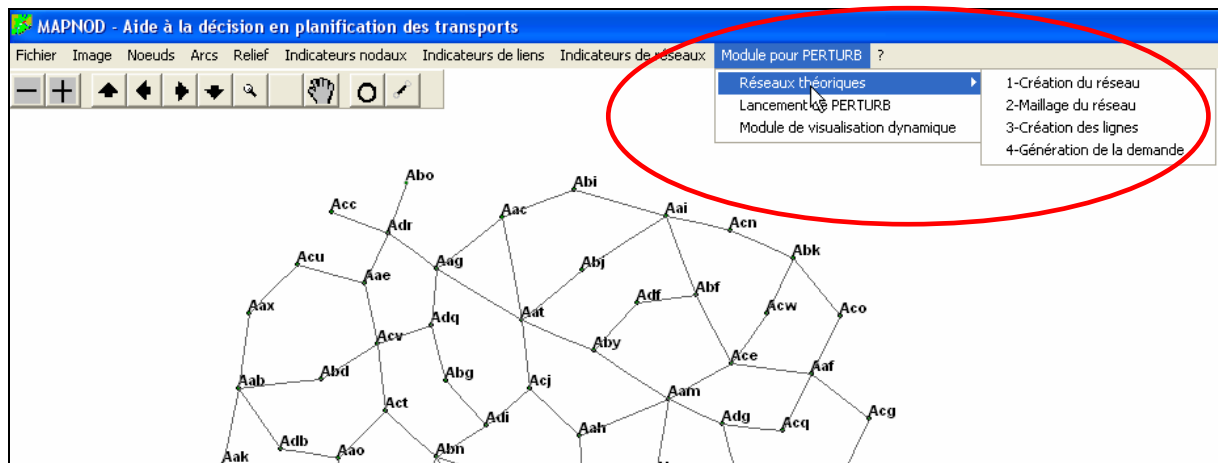 MAPNOD - Aide à la décision en planification des transports
Fichier Image Noeuds Arcs Relief Indicateurs nodaux Indicateurs de liens Indicateurs de réseaux Module pour PERTURB ?
Réseaux théoriques 1-Création du réseau
Lancement de PERTURB 2-Maillage du réseau
Module de visualisation dynamique 3-Création des lignes
4-Génération de la demande
Abo
Abi
Acc
Aac
Aai
Adr
Acn
Acu
Aag
Abj
Abk
Aae
Adf
Abf
Aax
Adq
Aat
Acw
Aco
Acv
Aby
Ace
Aab
Abd
Abg
Acj
Aaf
Act
Aam
Adi
Adg
Acq
Acg
Adb
Aah
Aak
Aao
Abn